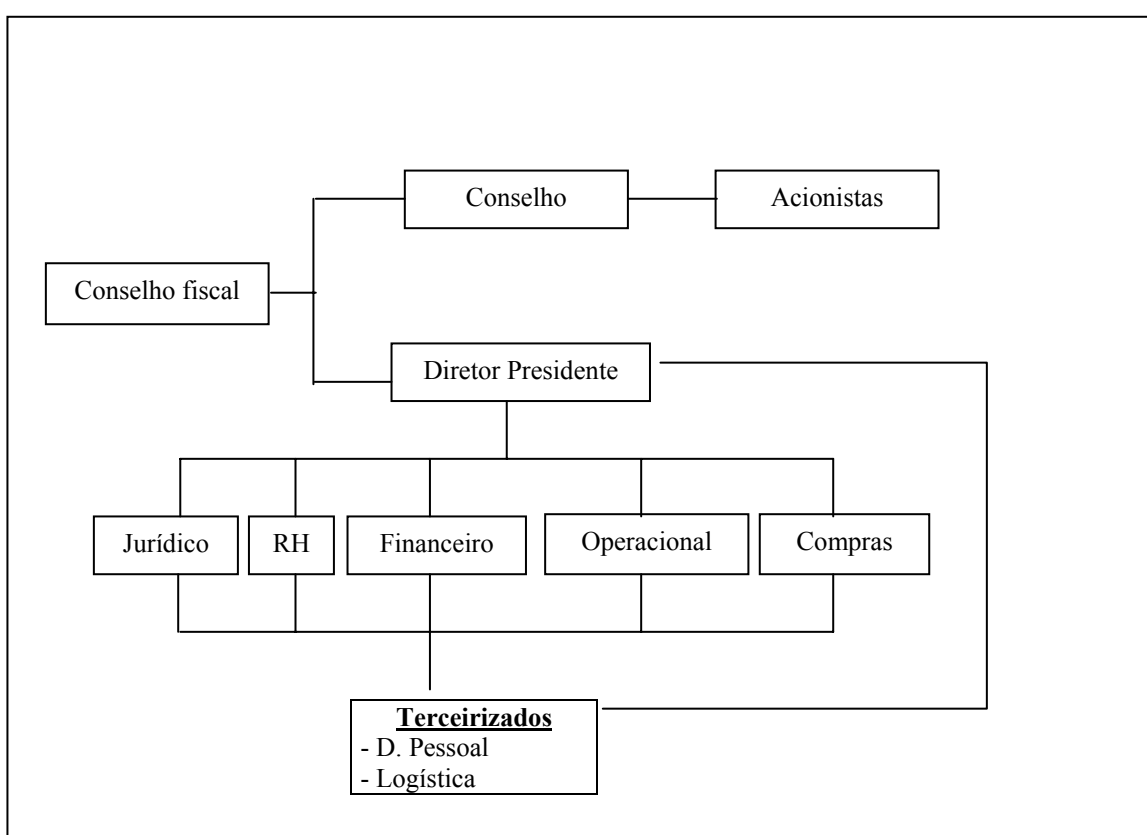 Conselho
Acionistas
Conselho fiscal
Diretor Presidente
Jurídico
RH
Financeiro
Operacional
Compras
Terceirizados
- D. Pessoal
- Logística